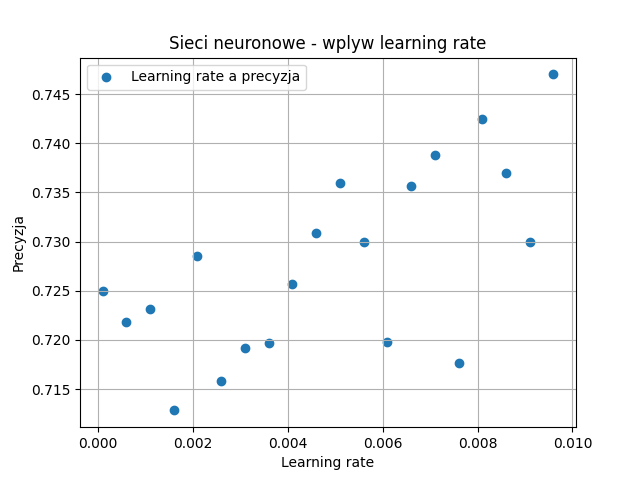 Sieci neuronowe - wplyw learning rate
Learning rate a precyzja
Precyzja
0.745
0.740
0.735
0.730
0.725
0.720
0.715
0.000 0.002 0.004 0.006 0.008 0.010
Learning rate